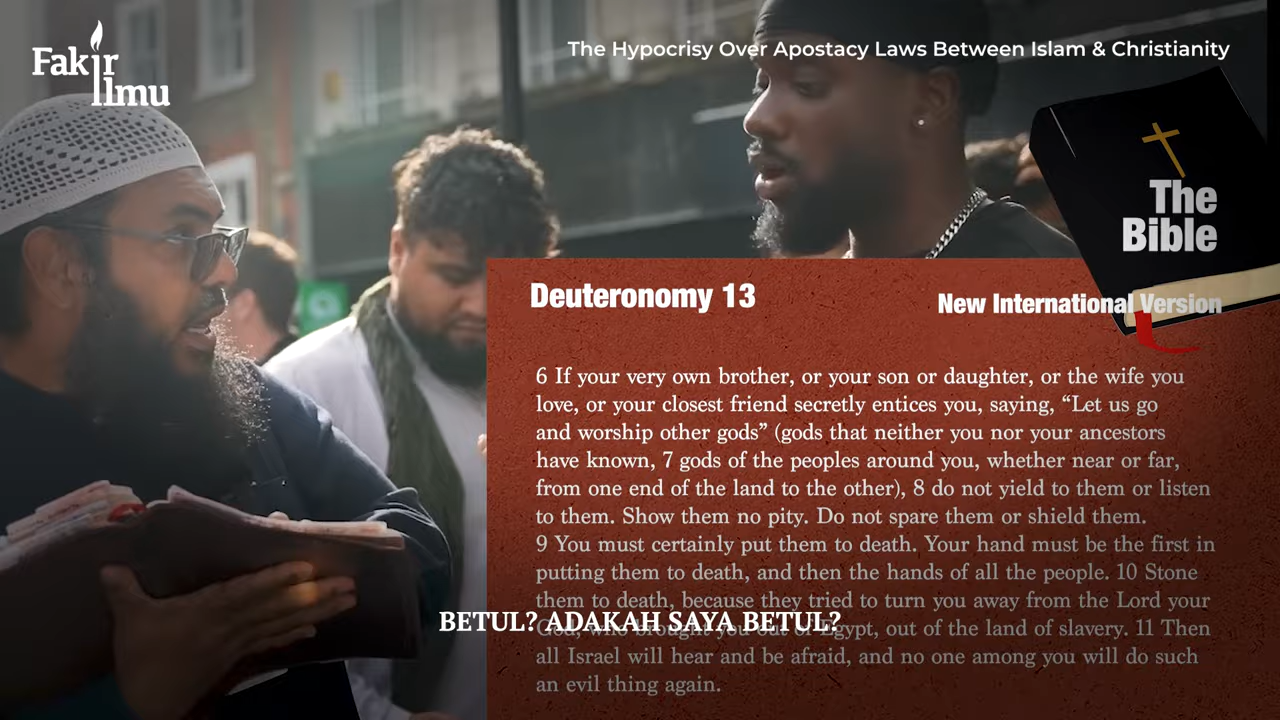 Fakir
Ilmu
The Hypocrisy Over Apostacy Laws Between Islam & Christianity
The
Bible
Deuteronomy 13
New International Version
6 If your very own brother, or your son or daughter, or the wife you
love, or your closest friend secretly entices you, saying, “Let us go
and worship other gods” (gods that neither you nor your ancestors
have known, 7 gods of the peoples around you, whether near or far,
from one end of the land to the other), 8 do not yield to them or listen
to them. Show them no pity. Do not spare them or shield them.
9 You must certainly put them to death. Your hand must be the first in
putting them to death, and then the hands of all the people. 10 Stone
them to death, because they tried to turn you away from the Lord your
God, who brought you out of Egypt, out of the land of slavery. 11 Then
all Israel will hear and be afraid, and no one among you will do such
an evil thing again.
BETUL? ADAKAH SAYA BETUL?